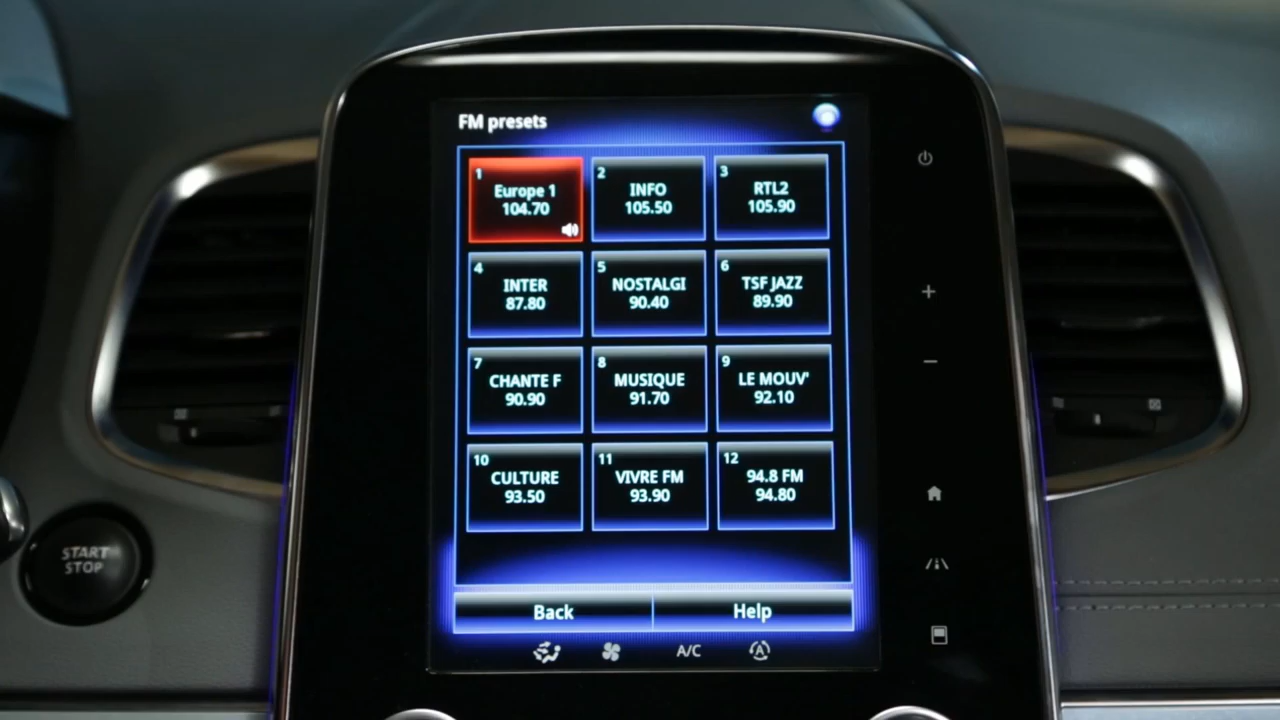 FM presets
1
Europe 1
104.70
2
INFO
105.50
3
RTL2
105.90
4
INTER
87.80
5
NOSTALGI
90.40
6
TSF JAZZ
89.90
7
CHANTE F
90.90
8
MUSIQUE
91.70
9
LE MOUV'
92.10
10
CULTURE
93.50
11
VIVRE FM
93.90
12
94.8 FM
94.80
Back
Help
A/C
A
START
STOP